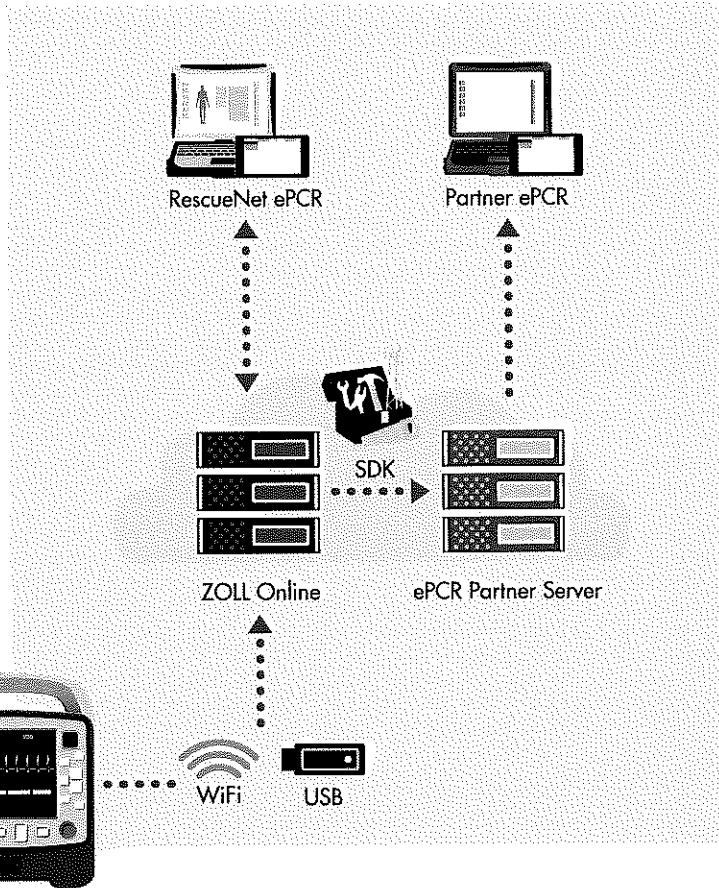 RescueNet ePCR
Partner ePCR
SDK
ZOLL Online
ePCR Partner Server
WiFi
USB